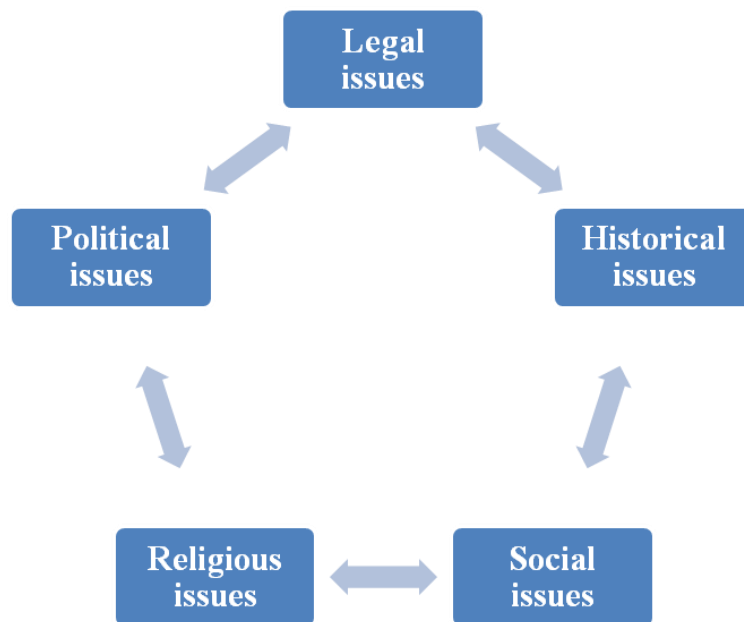 Legal
issues
Political
issues
Historical
issues
Religious
issues
Social
issues